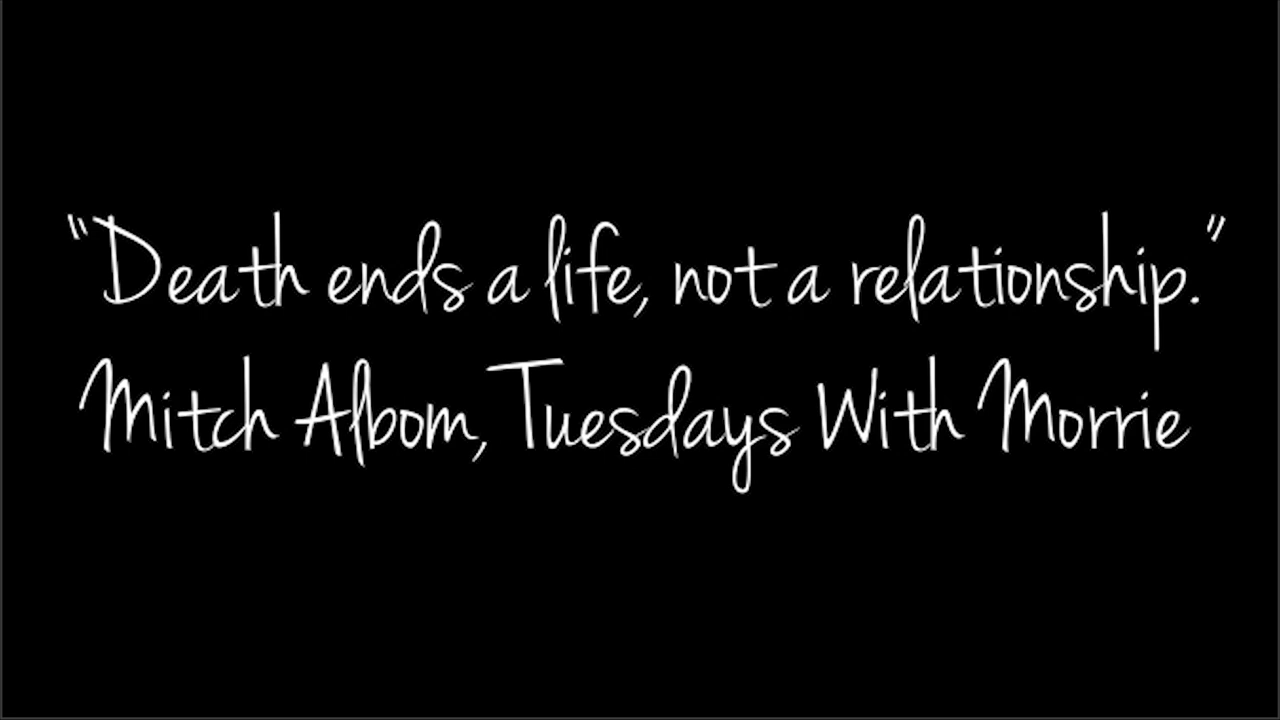 “Death ends a life, not a relationship.”
Mitch Albom, Tuesdays With Morrie